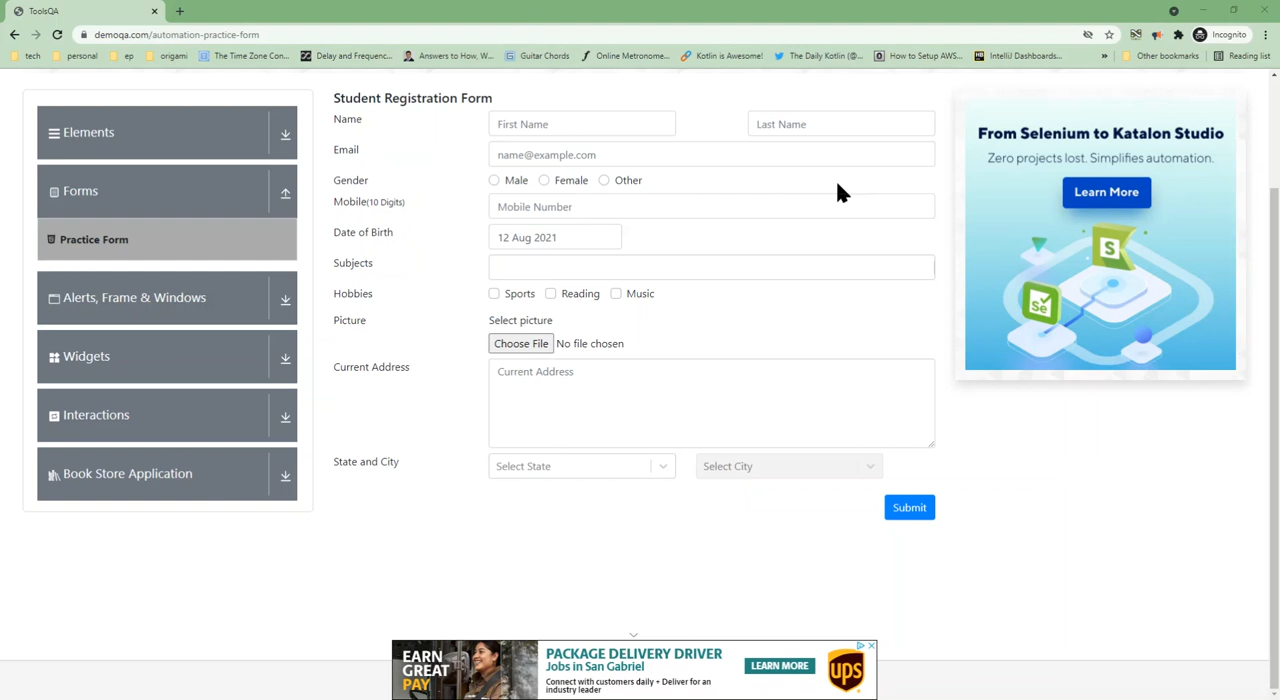 ToolsQA
demoqa.com/automation-practice-form
Incognito
tech personal ep origami The Time Zone Con... Delay and Frequenc... Answers to How, W... Guitar Chords Online Metronome... Kotlin is Awesome! The Daily Kotlin (@... How to Setup AWS... IntelliJ Dashboards... » Other bookmarks Reading list
Elements
Forms
Practice Form
Alerts, Frame & Windows
Widgets
Interactions
Book Store Application
Student Registration Form
Name First Name Last Name
Email name@example.com
Gender Male Female Other
Mobile(10 Digits) Mobile Number
Date of Birth 12 Aug 2021
Subjects
Hobbies Sports Reading Music
Picture Select picture
Choose File No file chosen
Current Address Current Address
State and City Select State Select City
Submit
From Selenium to Katalon Studio
Zero projects lost. Simplifies automation.
Learn More
S
Se
EARN
GREAT
PAY
PACKAGE DELIVERY DRIVER
Jobs in San Gabriel
Connect with customers daily • Deliver for an
industry leader
LEARN MORE
ups